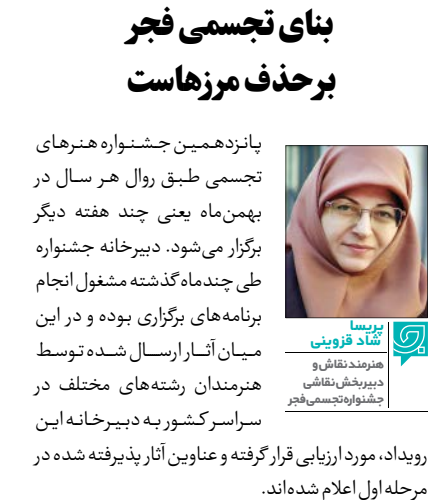 بنای تجسمی فجر
برحذف مرزهاست
پانزدهمین جشنواره هنرهای
تجسمی طبق روال هر سال در
بهمن‌ماه یعنی چند هفته دیگر
برگزار می‌شود. دبیرخانه جشنواره
طی چندماه گذشته مشغول انجام
برنامه‌های برگزاری بوده و در این
میان آثار ارسال شده توسط
هنرمندان رشته‌های مختلف در
سراسر کشور به دبیرخانه این
رویداد، مورد ارزیابی قرار گرفته و عناوین آثار پذیرفته شده در
مرحله اول اعلام شده‌اند.
پریسا
شاد قزوینی
هنرمند نقاش و
دبیر بخش نقاشی
جشنواره تجسمی فجر